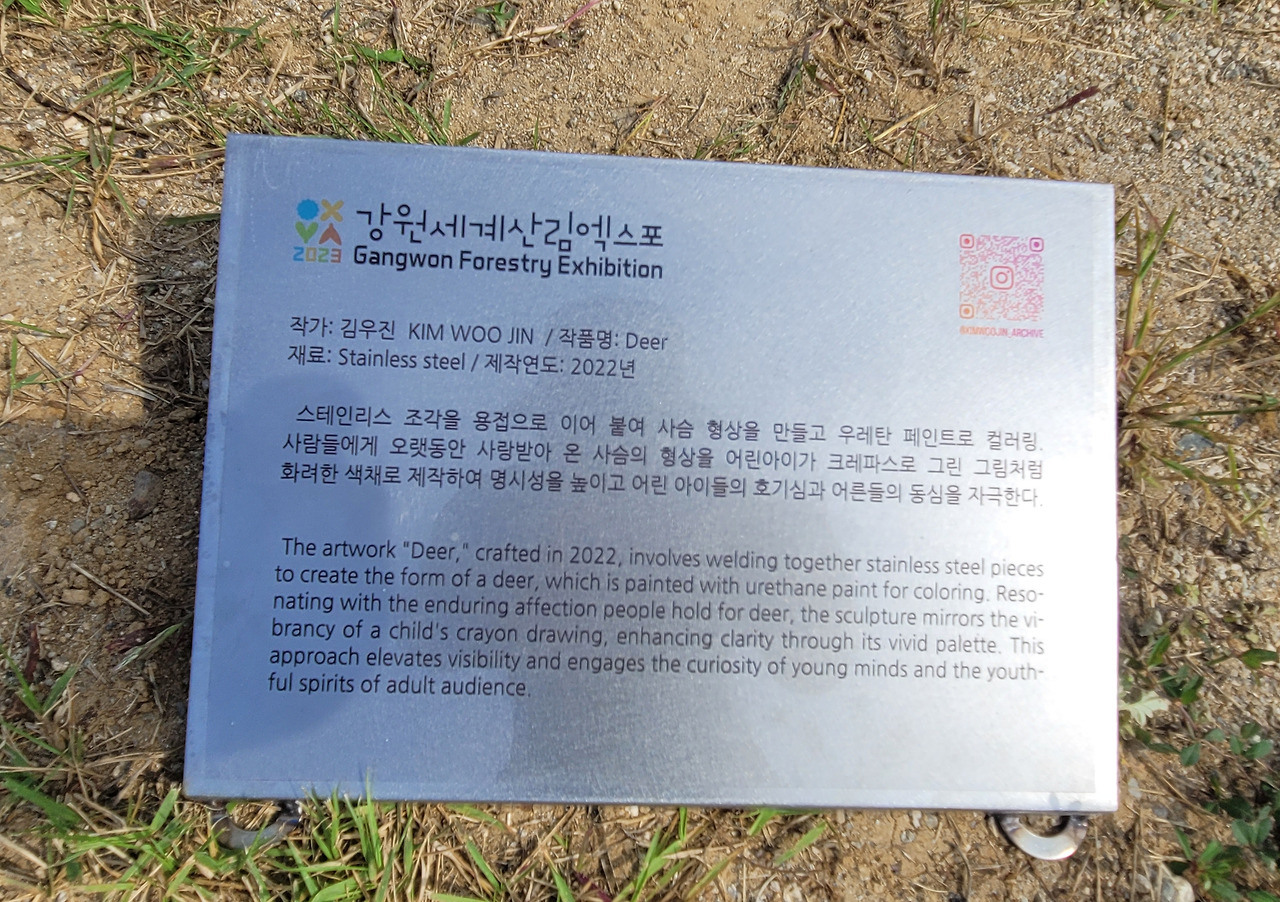 강원세계산림엑스포
2023
Gangwon Forestry Exhibition
@KIMWOOJIN_ARCHIVE
작가: 김우진 KIM WOO JIN / 작품명: Deer
재료: Stainless steel / 제작연도: 2022년
스테인리스 조각을 용접으로 이어 붙여 사슴 형상을 만들고 우레탄 페인트로 컬러링.
사람들에게 오랫동안 사랑받아 온 사슴의 형상을 어린아이가 크레파스로 그린 그림처럼
화려한 색채로 제작하여 명시성을 높이고 어린 아이들의 호기심과 어른들의 동심을 자극한다.
The artwork "Deer," crafted in 2022, involves welding together stainless steel pieces
to create the form of a deer, which is painted with urethane paint for coloring. Reso-
nating with the enduring affection people hold for deer, the sculpture mirrors the vi-
brancy of a child's crayon drawing, enhancing clarity through its vivid palette. This
approach elevates visibility and engages the curiosity of young minds and the youth-
ful spirits of adult audience.